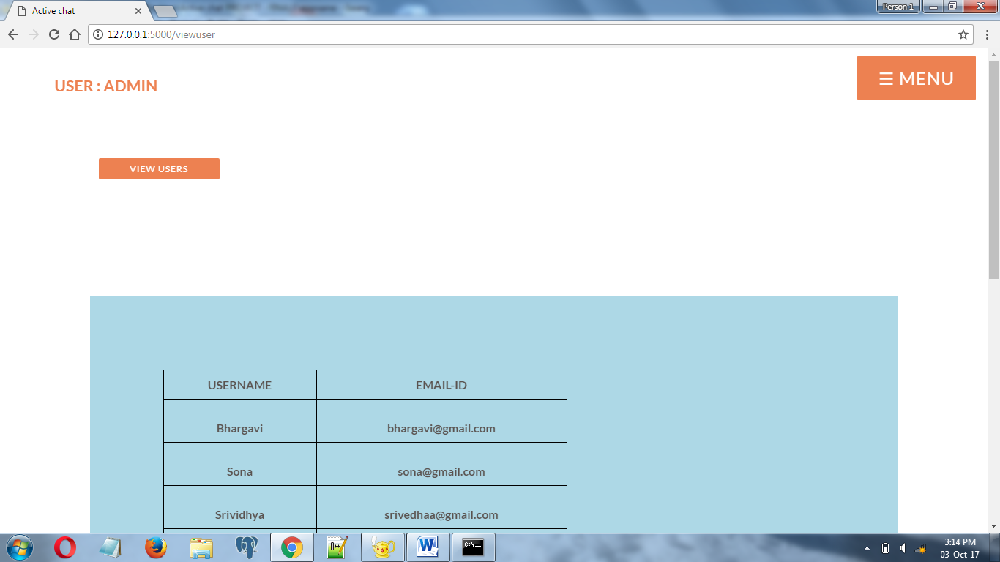 Active chat
Person 1
127.0.0.1:5000/viewuser
USER : ADMIN
☰ MENU
VIEW USERS
USERNAME EMAIL-ID
Bhargavi bhargavi@gmail.com
Sona sona@gmail.com
Srividhya srivedhaa@gmail.com
3:14 PM
03-Oct-17